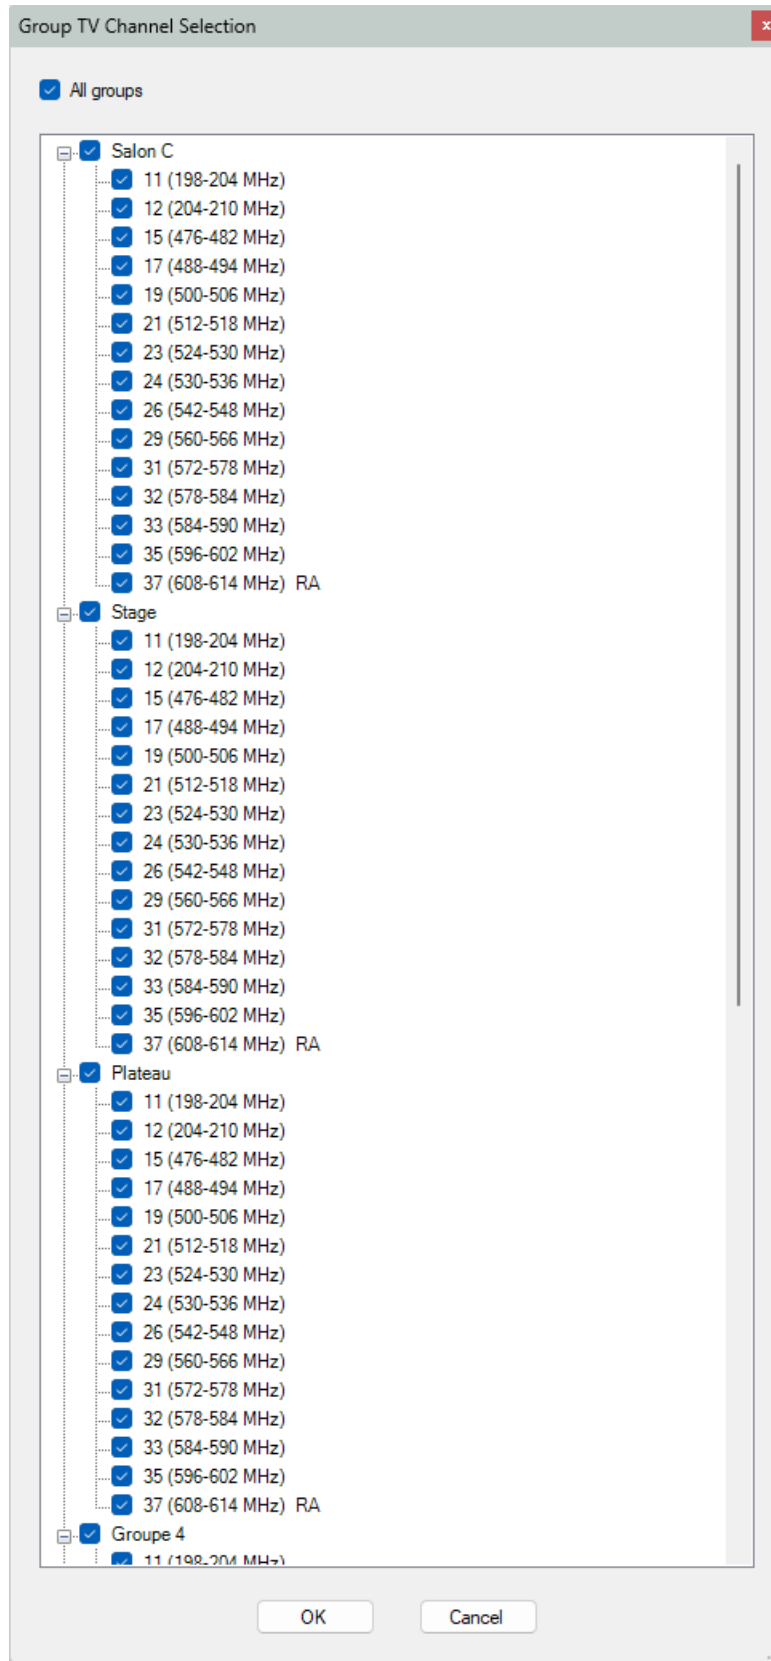 Group TV Channel Selection
x
All groups
Salon C
11 (198-204 MHz)
12 (204-210 MHz)
15 (476-482 MHz)
17 (488-494 MHz)
19 (500-506 MHz)
21 (512-518 MHz)
23 (524-530 MHz)
24 (530-536 MHz)
26 (542-548 MHz)
29 (560-566 MHz)
31 (572-578 MHz)
32 (578-584 MHz)
33 (584-590 MHz)
35 (596-602 MHz)
37 (608-614 MHz) RA
Stage
11 (198-204 MHz)
12 (204-210 MHz)
15 (476-482 MHz)
17 (488-494 MHz)
19 (500-506 MHz)
21 (512-518 MHz)
23 (524-530 MHz)
24 (530-536 MHz)
26 (542-548 MHz)
29 (560-566 MHz)
31 (572-578 MHz)
32 (578-584 MHz)
33 (584-590 MHz)
35 (596-602 MHz)
37 (608-614 MHz) RA
Plateau
11 (198-204 MHz)
12 (204-210 MHz)
15 (476-482 MHz)
17 (488-494 MHz)
19 (500-506 MHz)
21 (512-518 MHz)
23 (524-530 MHz)
24 (530-536 MHz)
26 (542-548 MHz)
29 (560-566 MHz)
31 (572-578 MHz)
32 (578-584 MHz)
33 (584-590 MHz)
35 (596-602 MHz)
37 (608-614 MHz) RA
Groupe 4
11 (198-204 MHz)
OK Cancel